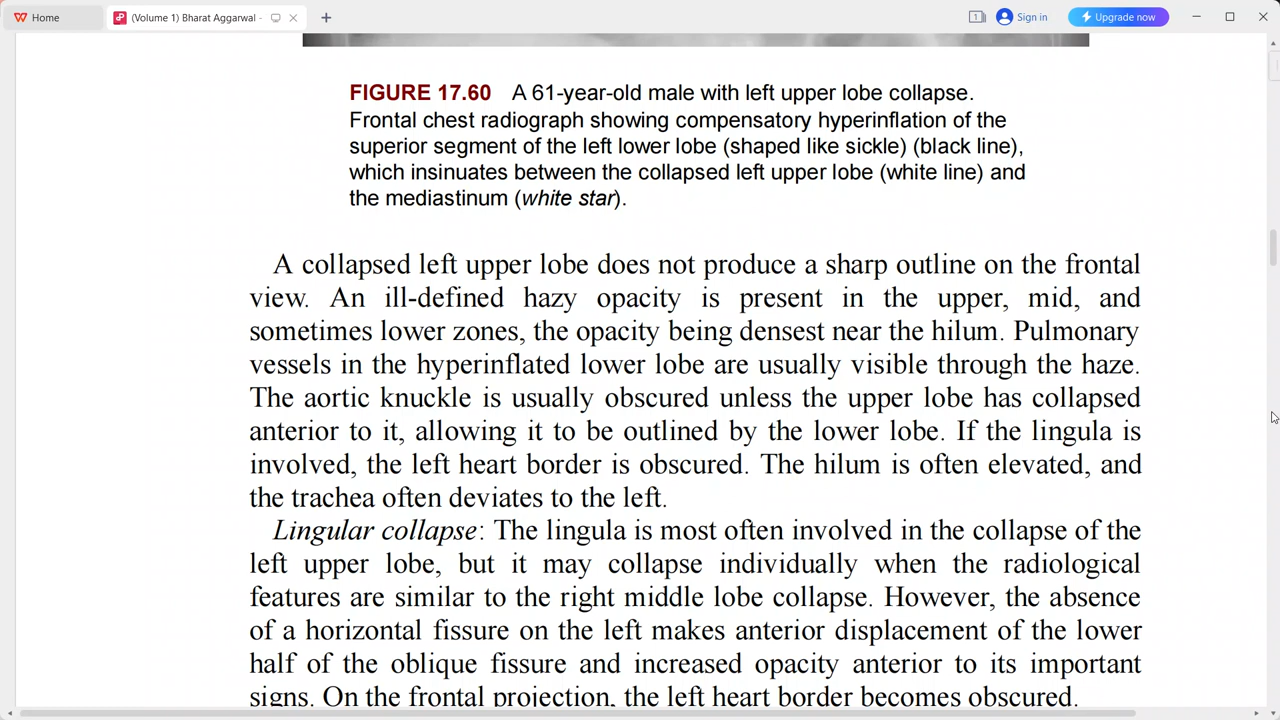 Home
(Volume 1) Bharat Aggarwal -
1
Sign in
Upgrade now
FIGURE 17.60 A 61-year-old male with left upper lobe collapse.
Frontal chest radiograph showing compensatory hyperinflation of the
superior segment of the left lower lobe (shaped like sickle) (black line),
which insinuates between the collapsed left upper lobe (white line) and
the mediastinum (white star).
A collapsed left upper lobe does not produce a sharp outline on the frontal
view. An ill-defined hazy opacity is present in the upper, mid, and
sometimes lower zones, the opacity being densest near the hilum. Pulmonary
vessels in the hyperinflated lower lobe are usually visible through the haze.
The aortic knuckle is usually obscured unless the upper lobe has collapsed
anterior to it, allowing it to be outlined by the lower lobe. If the lingula is
involved, the left heart border is obscured. The hilum is often elevated, and
the trachea often deviates to the left.
Lingular collapse: The lingula is most often involved in the collapse of the
left upper lobe, but it may collapse individually when the radiological
features are similar to the right middle lobe collapse. However, the absence
of a horizontal fissure on the left makes anterior displacement of the lower
half of the oblique fissure and increased opacity anterior to its important
signs. On the frontal projection, the left heart border becomes obscured.